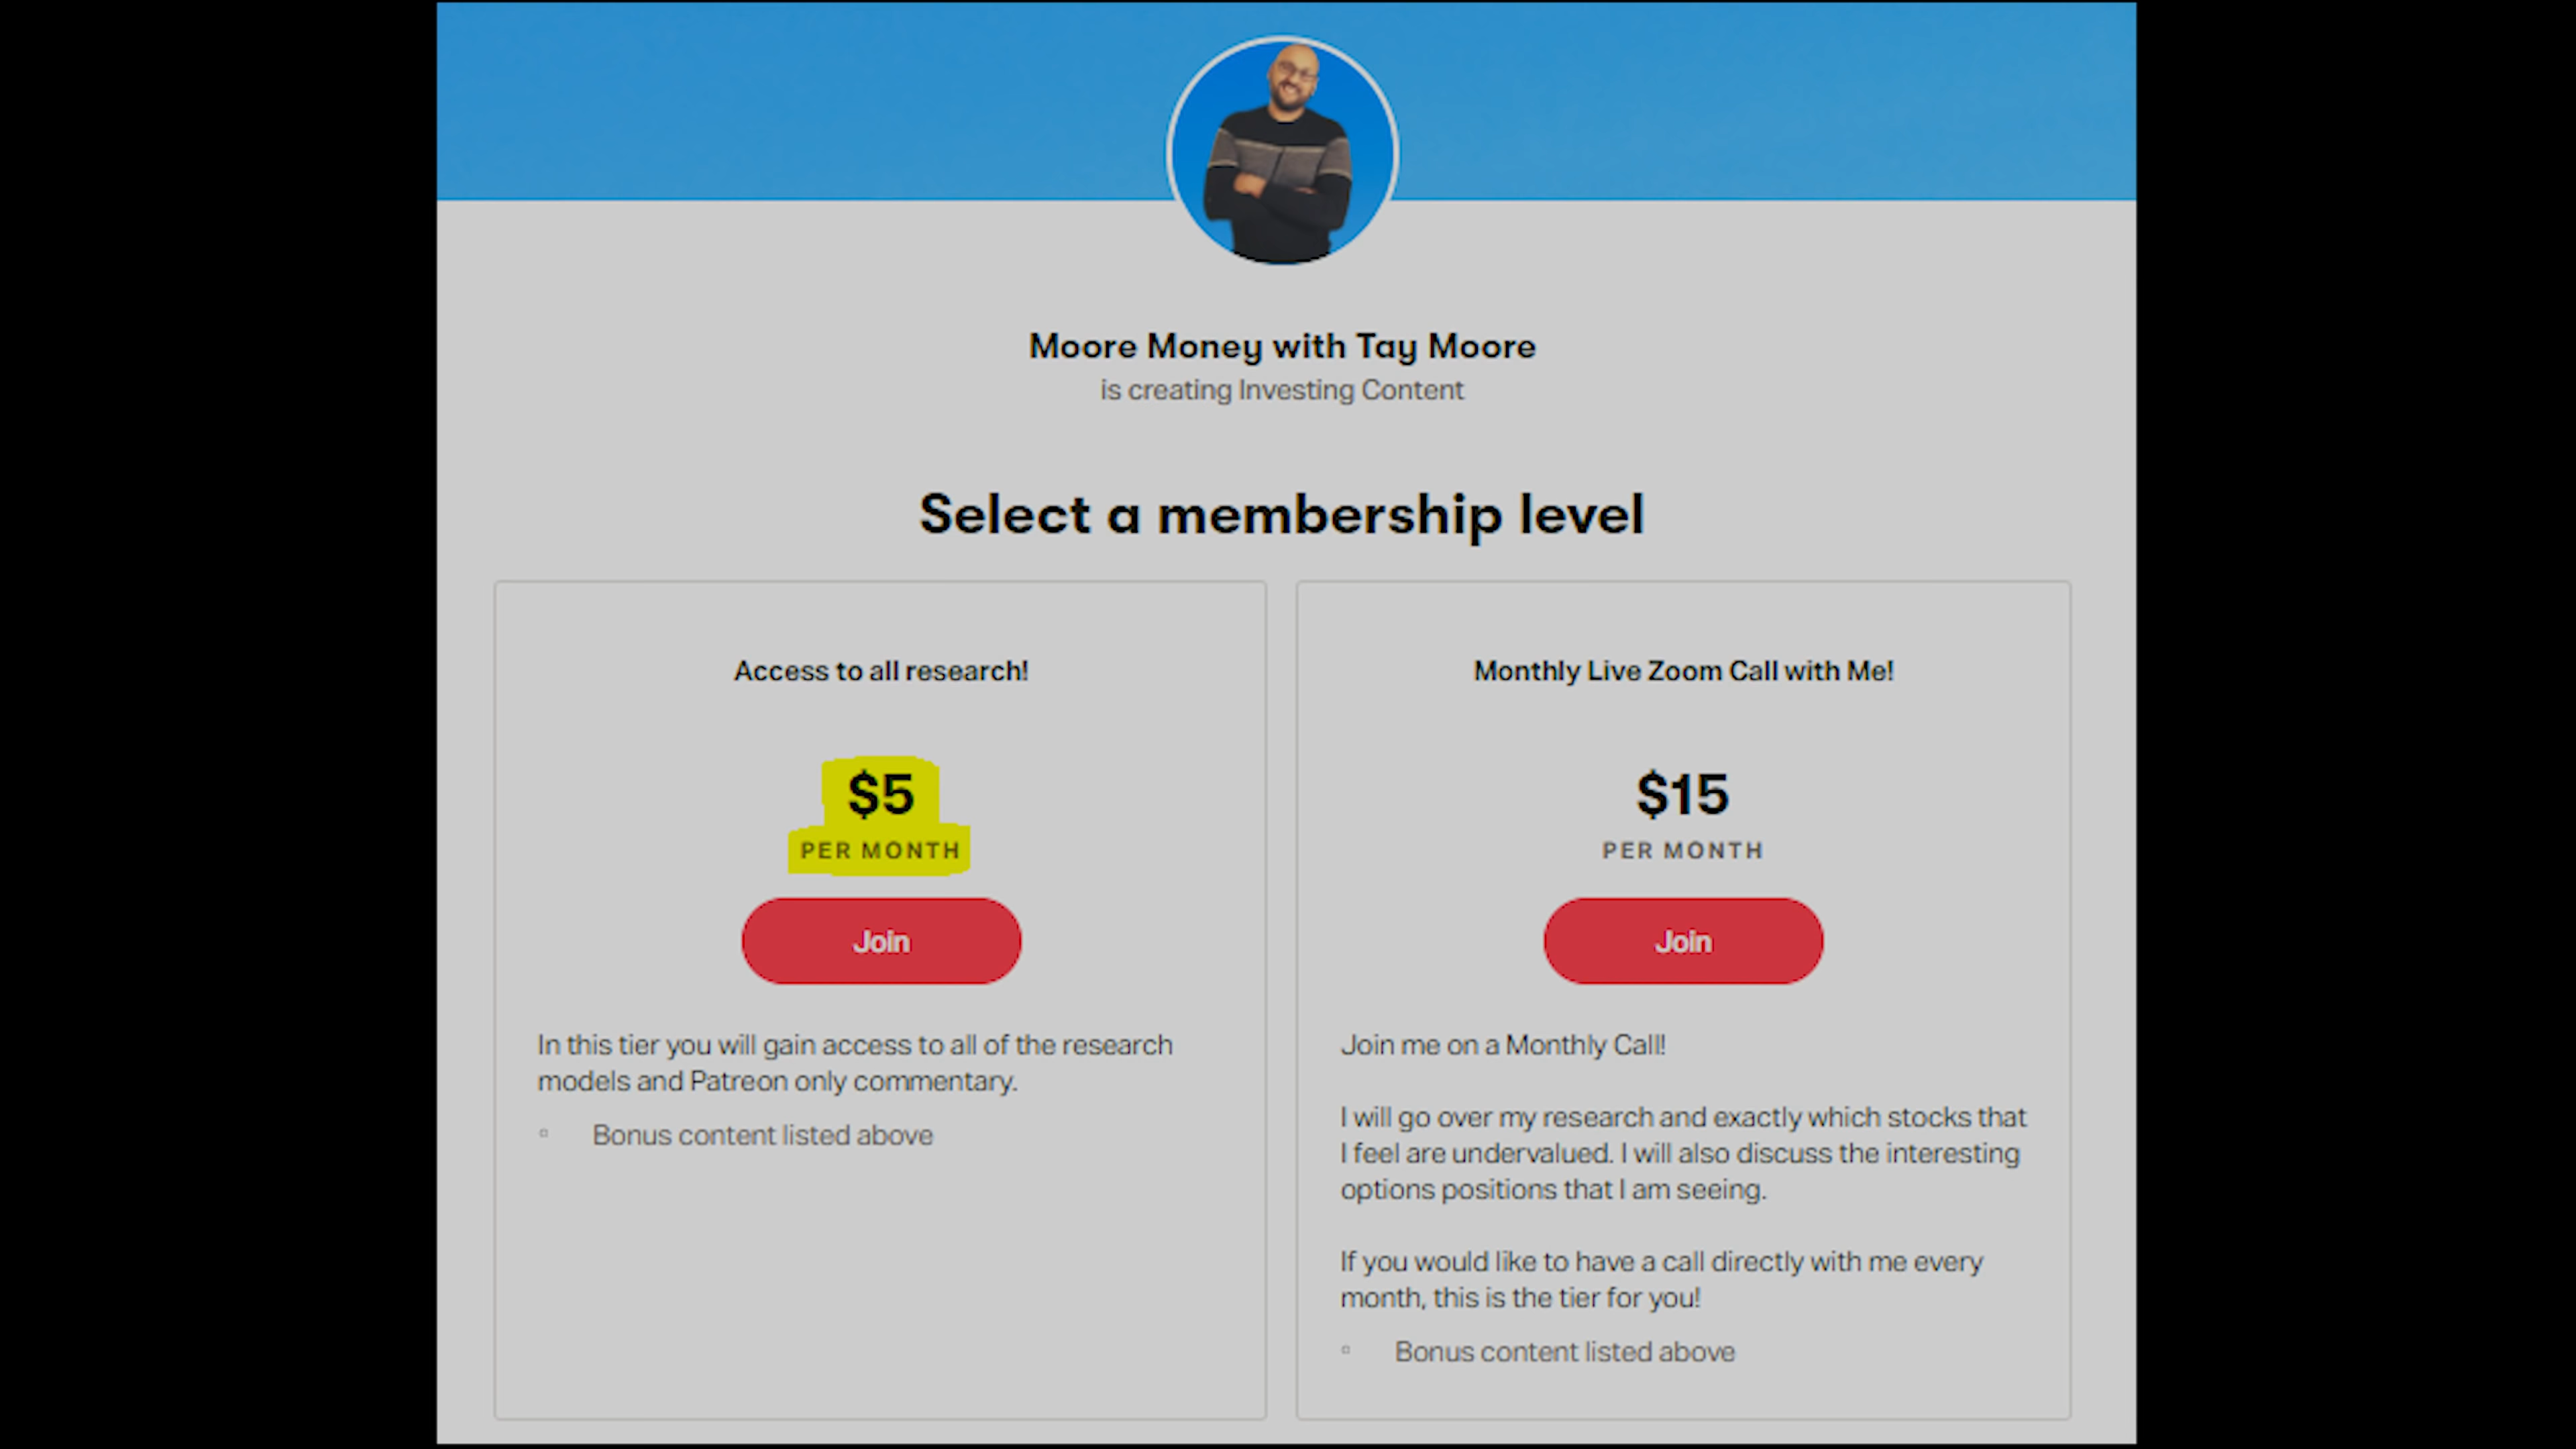 Moore Money with Tay Moore
is creating Investing Content
Select a membership level
Access to all research!
$5
PER MONTH
Join
In this tier you will gain access to all of the research
models and Patreon only commentary.
Bonus content listed above
Monthly Live Zoom Call with Me!
$15
PER MONTH
Join
Join me on a Monthly Call!
I will go over my research and exactly which stocks that
I feel are undervalued. I will also discuss the interesting
options positions that I am seeing.
If you would like to have a call directly with me every
month, this is the tier for you!
Bonus content listed above